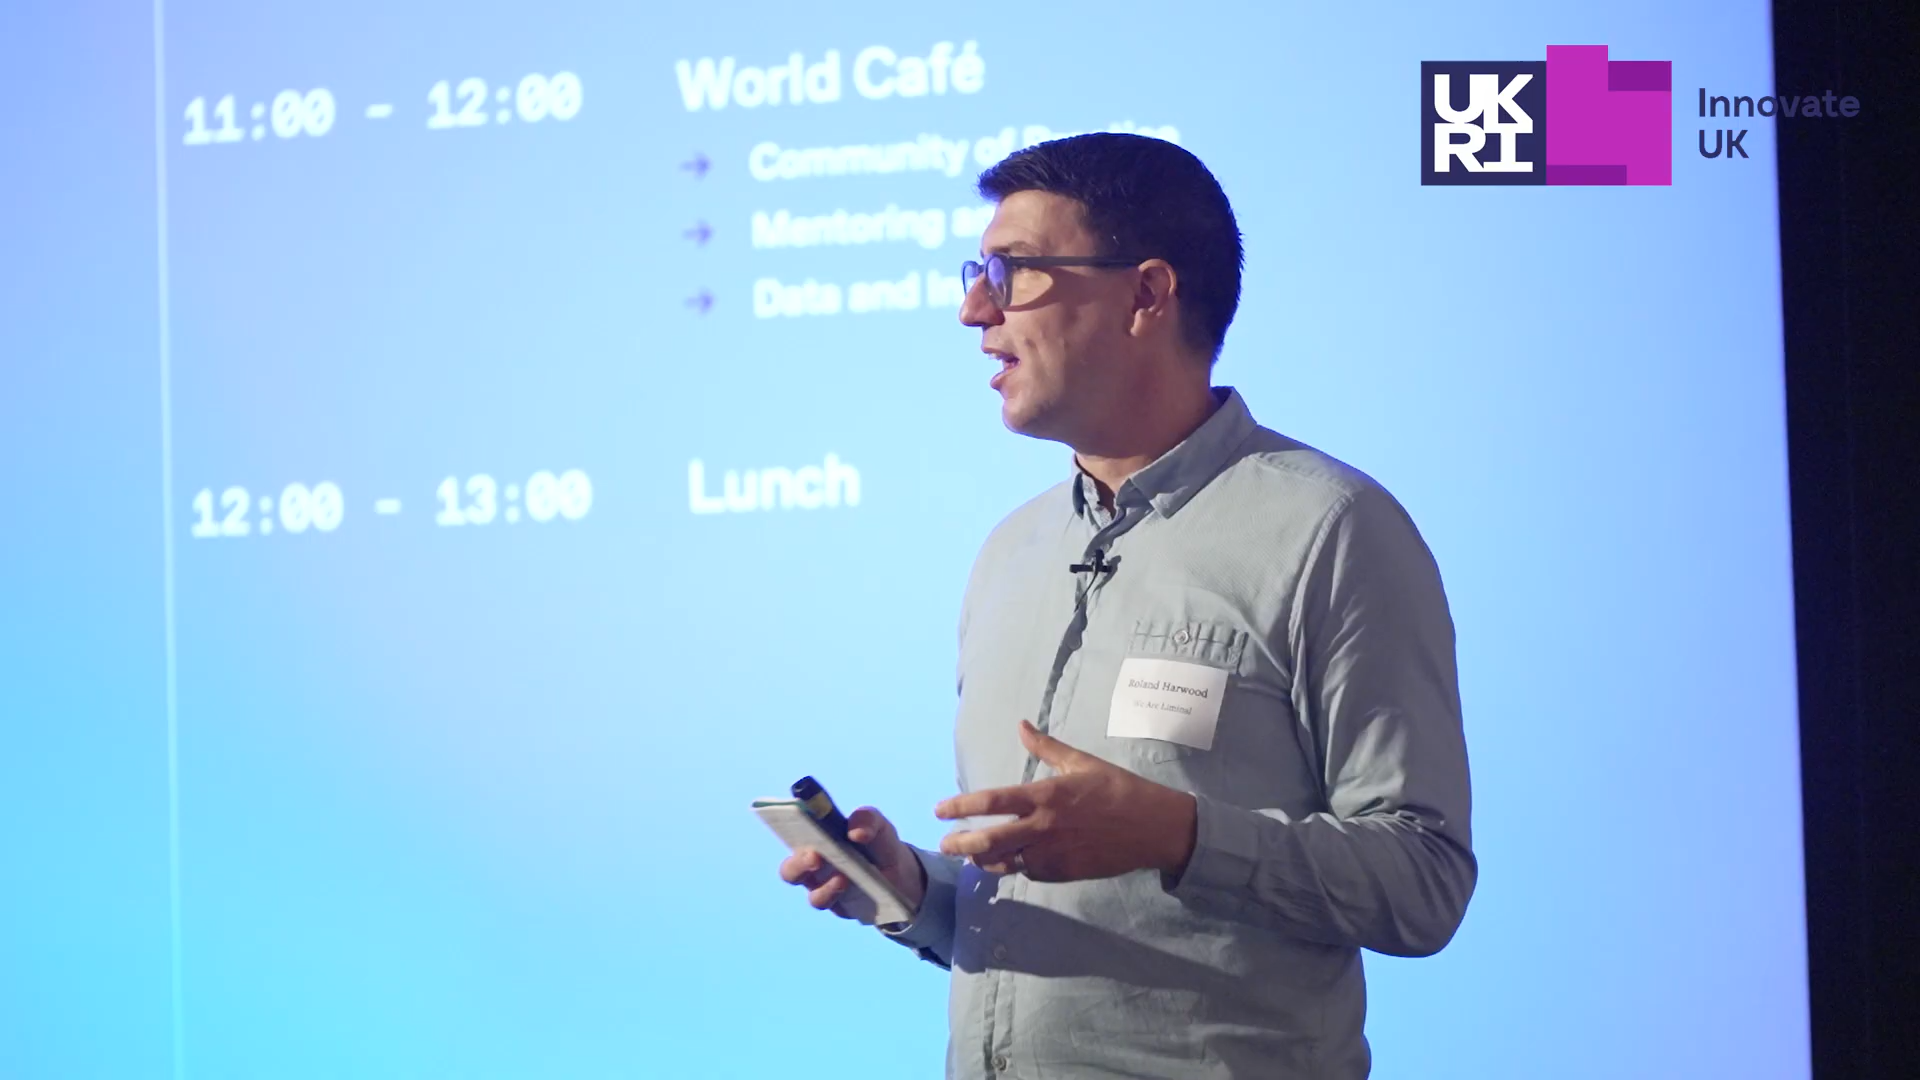 11:00 - 12:00
World Café
→ Community of
→ Mentoring
→ Data and
12:00 - 13:00
Lunch
UK
RI
Innovate
UK
Roland Harwood
We Are Liminal